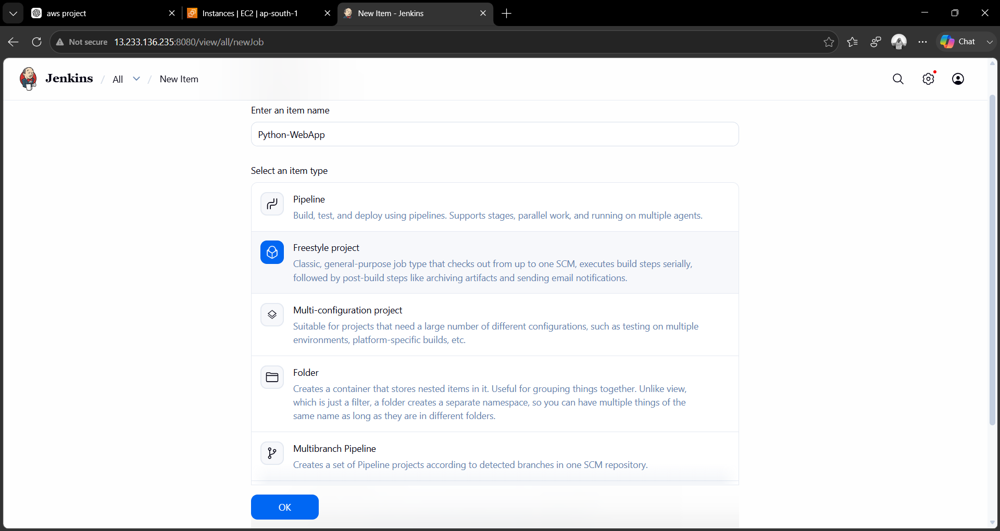 aws project
Instances | EC2 | ap-south-1
New Item - Jenkins
Not secure
13.233.136.235:8080/view/all/newJob
Chat
Jenkins / All / New Item
Enter an item name
Python-WebApp
Select an item type
Pipeline
Build, test, and deploy using pipelines. Supports stages, parallel work, and running on multiple agents.
Freestyle project
Classic, general-purpose job type that checks out from up to one SCM, executes build steps serially,
followed by post-build steps like archiving artifacts and sending email notifications.
Multi-configuration project
Suitable for projects that need a large number of different configurations, such as testing on multiple
environments, platform-specific builds, etc.
Folder
Creates a container that stores nested items in it. Useful for grouping things together. Unlike view,
which is just a filter, a folder creates a separate namespace, so you can have multiple things of the
same name as long as they are in different folders.
Multibranch Pipeline
Creates a set of Pipeline projects according to detected branches in one SCM repository.
OK